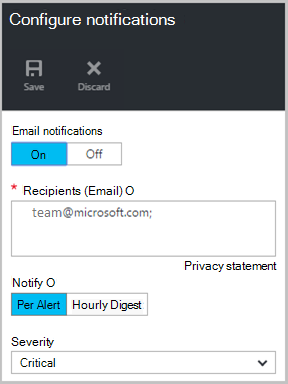 Configure notifications
Save Discard
Email notifications
On Off
* Recipients (Email) O
team@microsoft.com;
Privacy statement
Notify O
Per Alert Hourly Digest
Severity
Critical